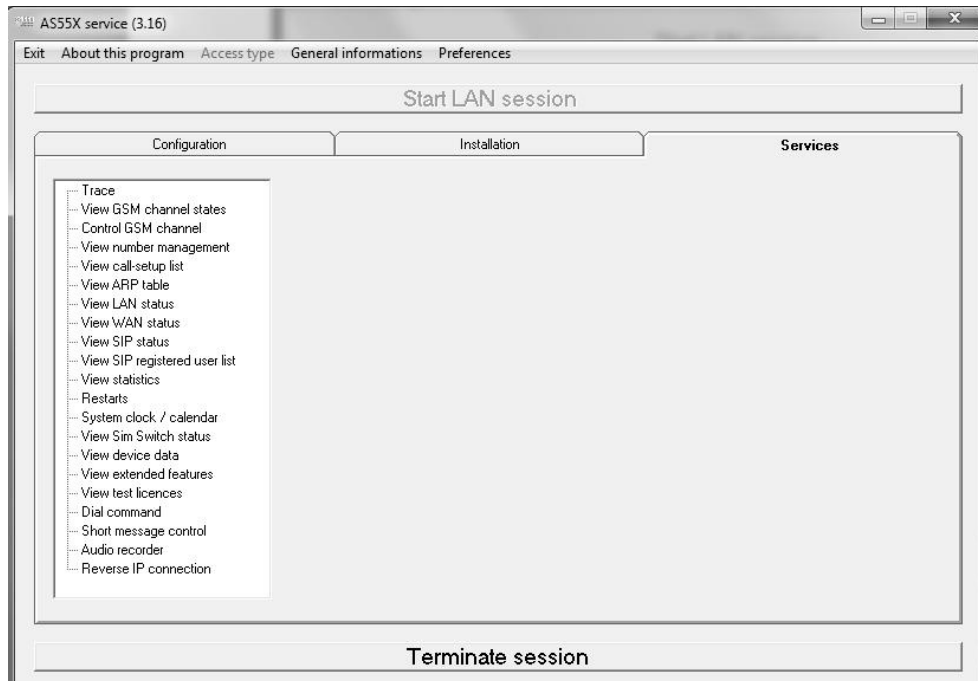 AS55X service (3.16)
Exit About this program Access type General informations Preferences
Start LAN session
Configuration Installation Services
Trace
View GSM channel states
Control GSM channel
View number management
View call-setup list
View ARP table
View LAN status
View WAN status
View SIP status
View SIP registered user list
View statistics
Restarts
System clock / calendar
View Sim Switch status
View device data
View extended features
View test licences
Dial command
Short message control
Audio recorder
Reverse IP connection
Terminate session